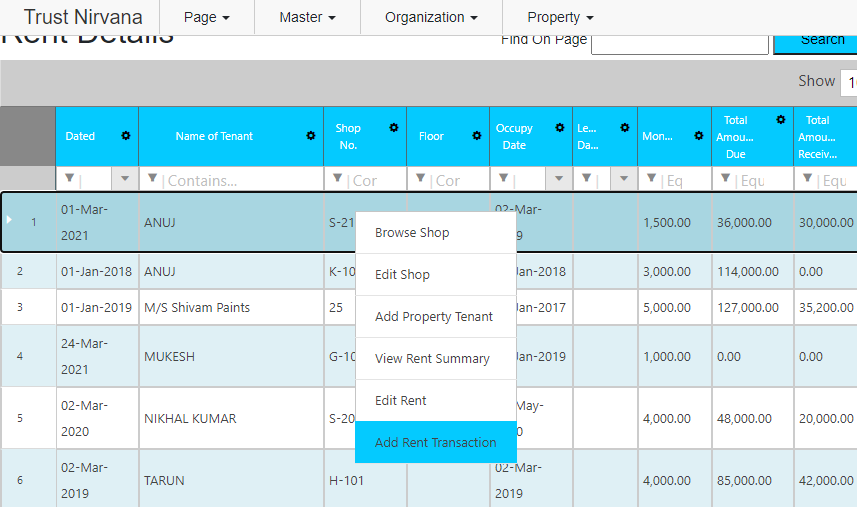 Trust Nirvana Page Master Organization Property
Rent Details Find On Page Search
Show 1
Dated Name of Tenant Shop No. Floor Occupy Date Le... Da... Mon... Total Amou... Due Total Amou... Receiv...
Contains... Cor Cor Eq Equ Equ
1 01-Mar-2021 ANUJ S-21 02-Mar- 9 1,500.00 36,000.00 30,000.00
2 01-Jan-2018 ANUJ K-10 Jan-2018 3,000.00 114,000.00 0.00
3 01-Jan-2019 M/S Shivam Paints 25 Jan-2017 5,000.00 127,000.00 35,200.00
4 24-Mar-2021 MUKESH G-10 Jan-2019 1,000.00 0.00 0.00
5 02-Mar-2020 NIKHAL KUMAR S-20 May- 0 4,000.00 48,000.00 20,000.00
6 02-Mar-2019 TARUN H-101 02-Mar-2019 4,000.00 85,000.00 42,000.00
Browse Shop
Edit Shop
Add Property Tenant
View Rent Summary
Edit Rent
Add Rent Transaction